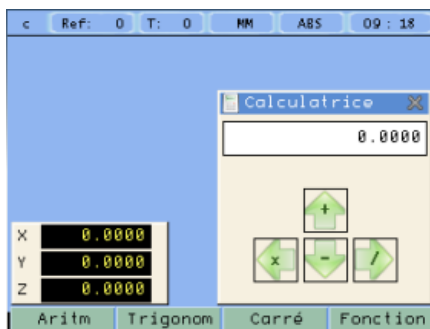 c Ref: 0 T: 0 MM ABS 09 : 18
Calculatrice
0.0000
+
x - /
X 0.0000
Y 0.0000
Z 0.0000
Aritm Trigonom Carré Fonction